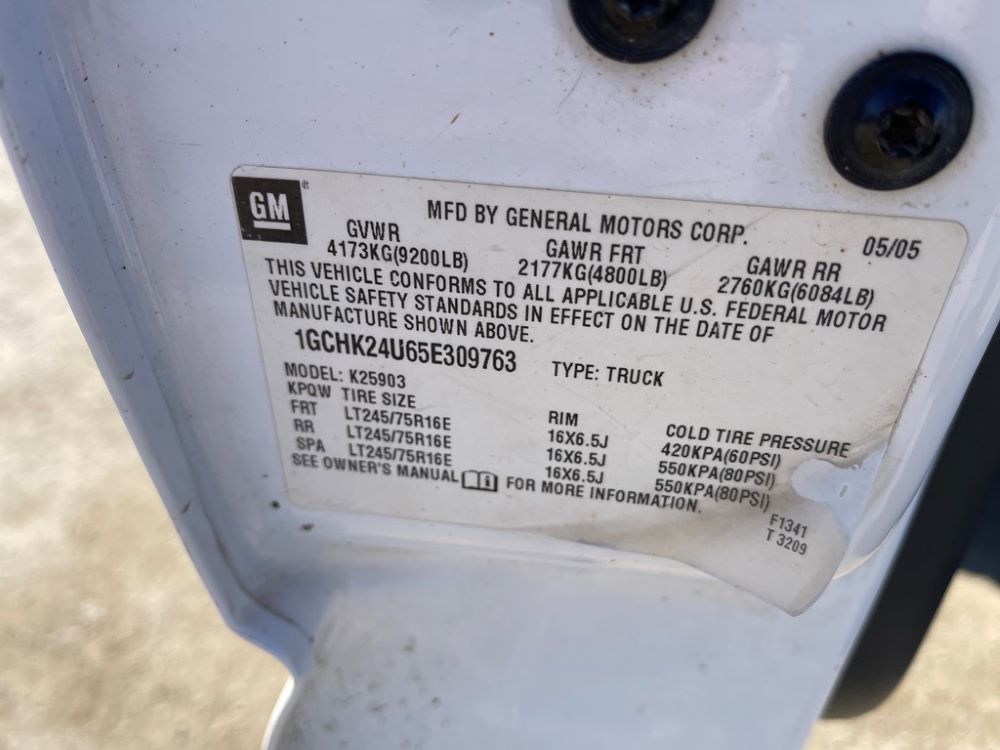 GM
MFD BY GENERAL MOTORS CORP. 05/05
GVWR GAWR FRT GAWR RR
4173KG(9200LB) 2177KG(4800LB) 2760KG(6084LB)
THIS VEHICLE CONFORMS TO ALL APPLICABLE U.S. FEDERAL MOTOR
VEHICLE SAFETY STANDARDS IN EFFECT ON THE DATE OF
MANUFACTURE SHOWN ABOVE.
1GCHK24U65E309763 TYPE: TRUCK
MODEL: K25903
KPQW TIRE SIZE RIM COLD TIRE PRESSURE
FRT LT245/75R16E 16X6.5J 420KPA(60PSI)
RR LT245/75R16E 16X6.5J 550KPA(80PSI)
SPA LT245/75R16E 16X6.5J 550KPA(80PSI)
SEE OWNER'S MANUAL FOR MORE INFORMATION.
F1341
T 3209